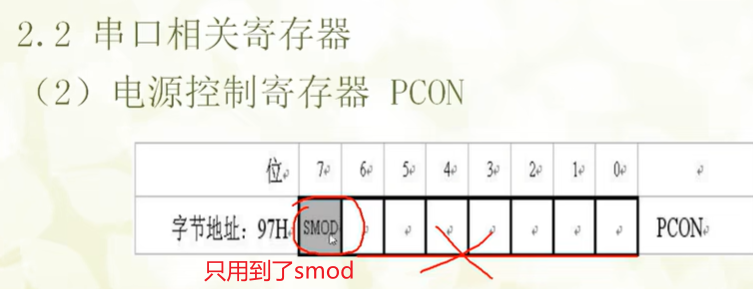 2.2 串口相关寄存器
（2）电源控制寄存器 PCON
位 7 6 5 4 3 2 1 0
字节地址：97H SMOD PCON
只用到了smod